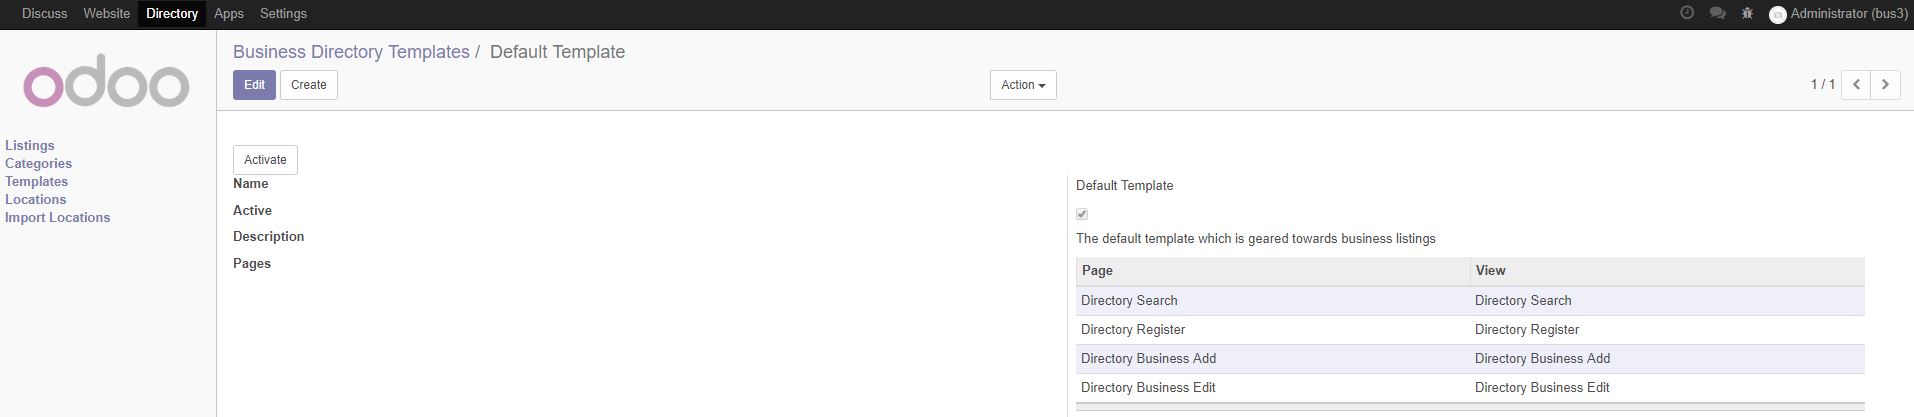 Discuss Website Directory Apps Settings Administrator (bus3)
odoo
Business Directory Templates / Default Template
Edit Create Action 1 / 1
Listings
Categories
Templates
Locations
Import Locations
Activate
Name Default Template
Active
Description The default template which is geared towards business listings
Pages
Page View
Directory Search Directory Search
Directory Register Directory Register
Directory Business Add Directory Business Add
Directory Business Edit Directory Business Edit